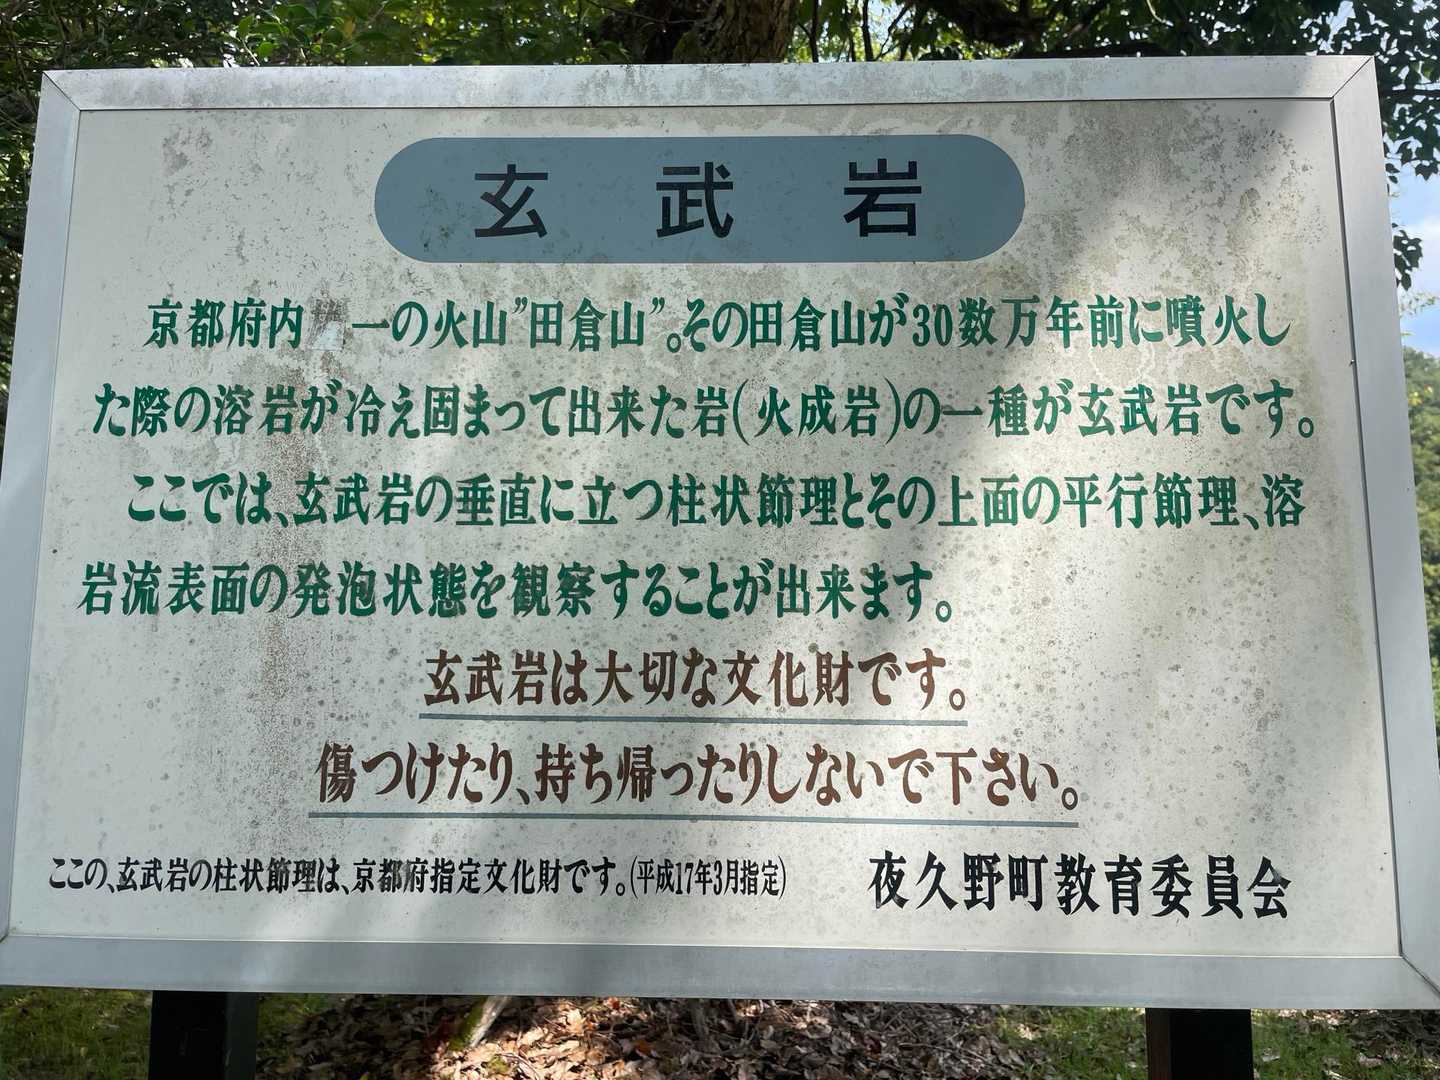 玄武岩
京都府内 一の火山”田倉山”。その田倉山が30数万年前に噴火し
た際の溶岩が冷え固まって出来た岩(火成岩)の一種が玄武岩です。
ここでは、玄武岩の垂直に立つ柱状節理とその上面の平行節理、溶
岩流表面の発泡状態を観察することが出来ます。
玄武岩は大切な文化財です。
傷つけたり、持ち帰ったりしないで下さい。
ここの、玄武岩の柱状節理は、京都府指定文化財です。(平成17年3月指定)
夜久野町教育委員会